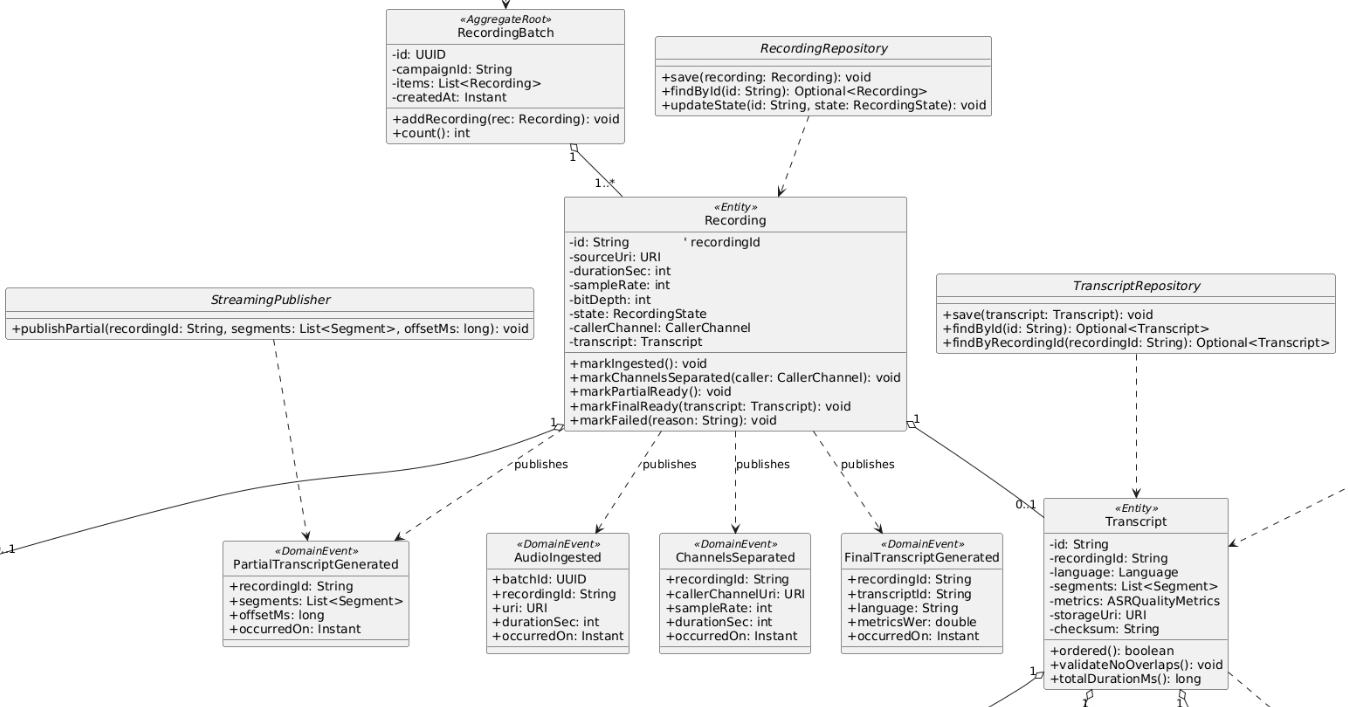 «AggregateRoot»
RecordingBatch
-id: UUID
-campaignId: String
-items: List<Recording>
-createdAt: Instant
+addRecording(rec: Recording): void
+count(): int
RecordingRepository
+save(recording: Recording): void
+findById(id: String): Optional<Recording>
+updateState(id: String, state: RecordingState): void
1
1..*
«Entity»
Recording
-id: String ' recordingId
-sourceUri: URI
-durationSec: int
-sampleRate: int
-bitDepth: int
-state: RecordingState
-callerChannel: CallerChannel
-transcript: Transcript
+markIngested(): void
+markChannelsSeparated(caller: CallerChannel): void
+markPartialReady(): void
+markFinalReady(transcript: Transcript): void
+markFailed(reason: String): void
StreamingPublisher
+publishPartial(recordingId: String, segments: List<Segment>, offsetMs: long): void
TranscriptRepository
+save(transcript: Transcript): void
+findById(id: String): Optional<Transcript>
+findByRecordingId(recordingId: String): Optional<Transcript>
1
1
publishes
publishes
publishes
publishes
0..1
..1
«DomainEvent»
PartialTranscriptGenerated
+recordingId: String
+segments: List<Segment>
+offsetMs: long
+occurredOn: Instant
«DomainEvent»
AudioIngested
+batchId: UUID
+recordingId: String
+uri: URI
+durationSec: int
+occurredOn: Instant
«DomainEvent»
ChannelsSeparated
+recordingId: String
+callerChannelUri: URI
+sampleRate: int
+durationSec: int
+occurredOn: Instant
«DomainEvent»
FinalTranscriptGenerated
+recordingId: String
+transcriptId: String
+language: String
+metricsWer: double
+occurredOn: Instant
«Entity»
Transcript
-id: String
-recordingId: String
-language: Language
-segments: List<Segment>
-metrics: ASRQualityMetrics
-storageUri: URI
-checksum: String
+ordered(): boolean
+validateNoOverlaps(): void
+totalDurationMs(): long
1
1
1